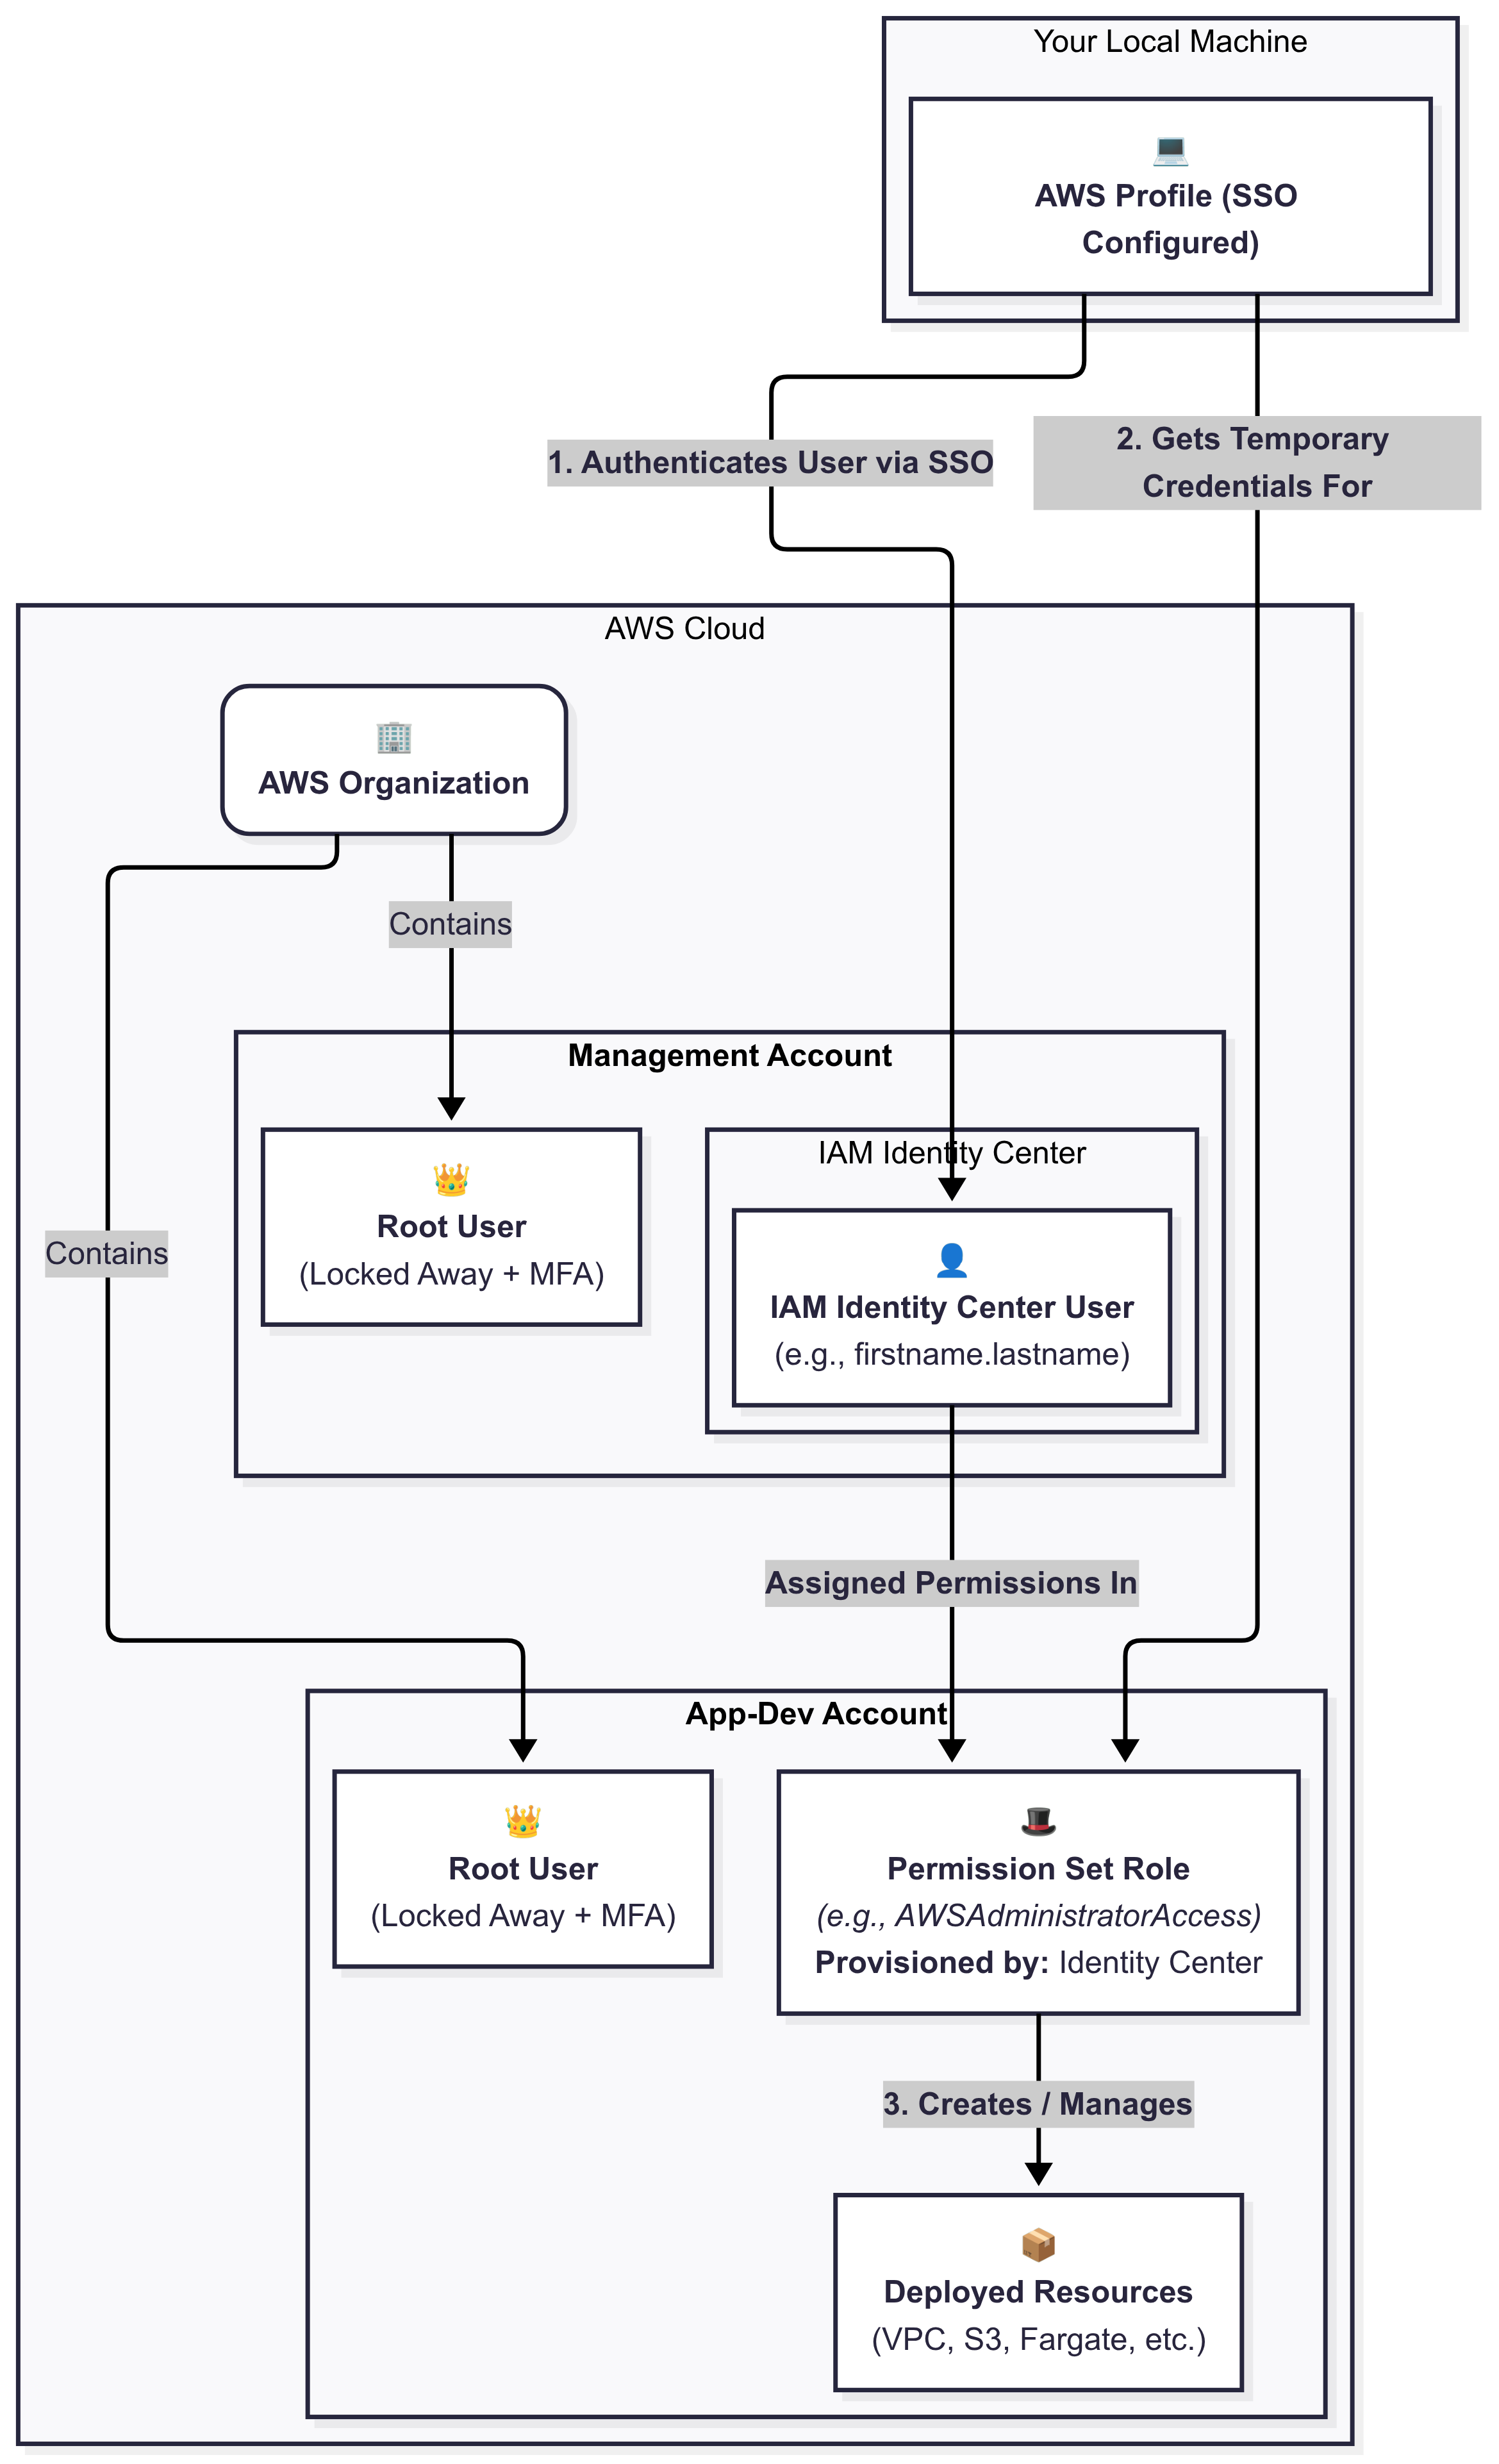 Your Local Machine
AWS Profile (SSO
Configured)
1. Authenticates User via SSO
2. Gets Temporary
Credentials For
AWS Cloud
AWS Organization
Contains
Management Account
Root User
(Locked Away + MFA)
IAM Identity Center
IAM Identity Center User
(e.g., firstname.lastname)
Contains
Assigned Permissions In
App-Dev Account
Root User
(Locked Away + MFA)
Permission Set Role
(e.g., AWSAdministratorAccess)
Provisioned by: Identity Center
3. Creates / Manages
Deployed Resources
(VPC, S3, Fargate, etc.)